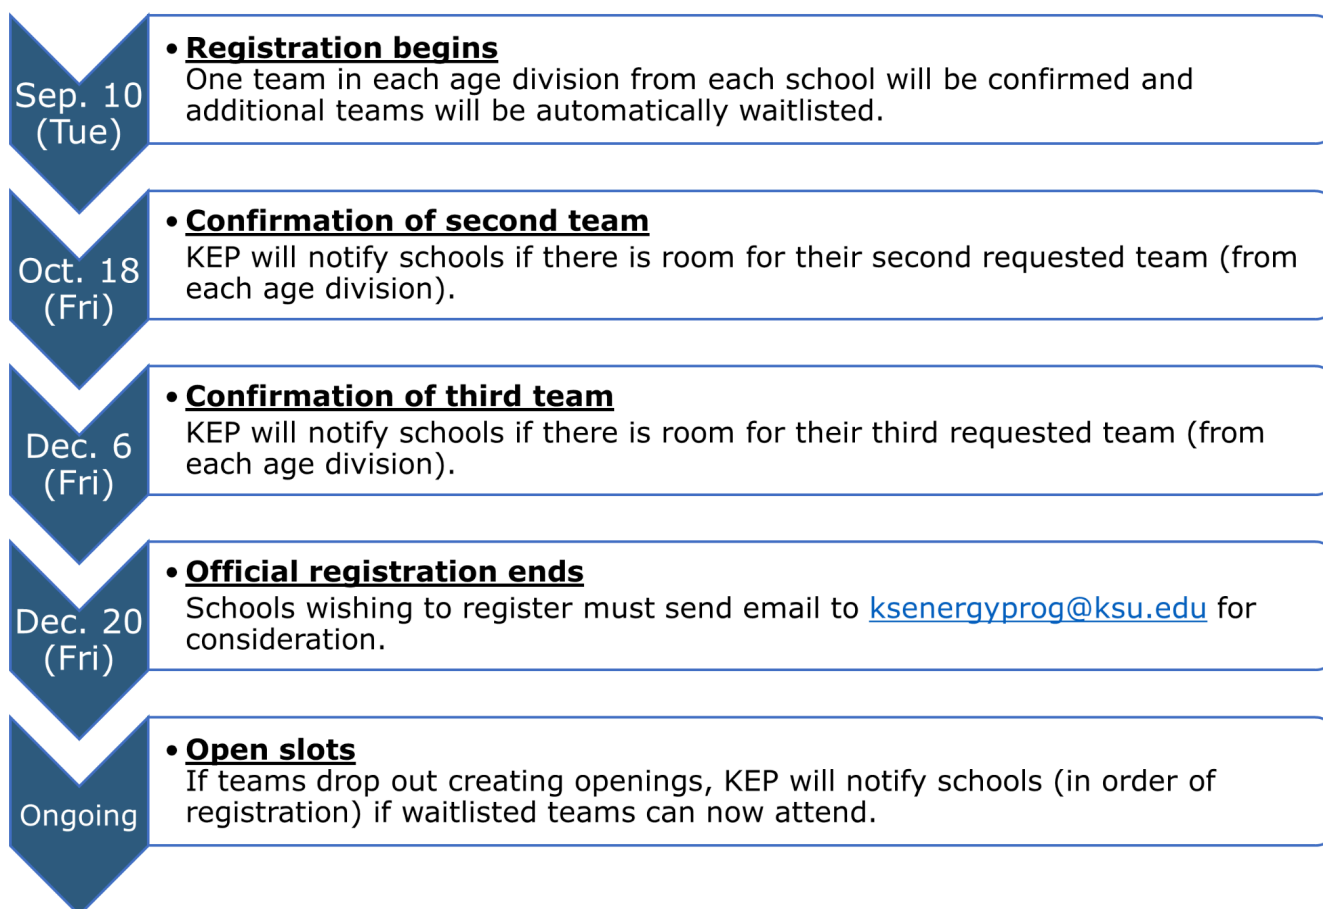 Sep. 10
(Tue)
• Registration begins
One team in each age division from each school will be confirmed and
additional teams will be automatically waitlisted.
Oct. 18
(Fri)
• Confirmation of second team
KEP will notify schools if there is room for their second requested team (from
each age division).
Dec. 6
(Fri)
• Confirmation of third team
KEP will notify schools if there is room for their third requested team (from
each age division).
Dec. 20
(Fri)
• Official registration ends
Schools wishing to register must send email to ksenergyprog@ksu.edu for
consideration.
Ongoing
• Open slots
If teams drop out creating openings, KEP will notify schools (in order of
registration) if waitlisted teams can now attend.